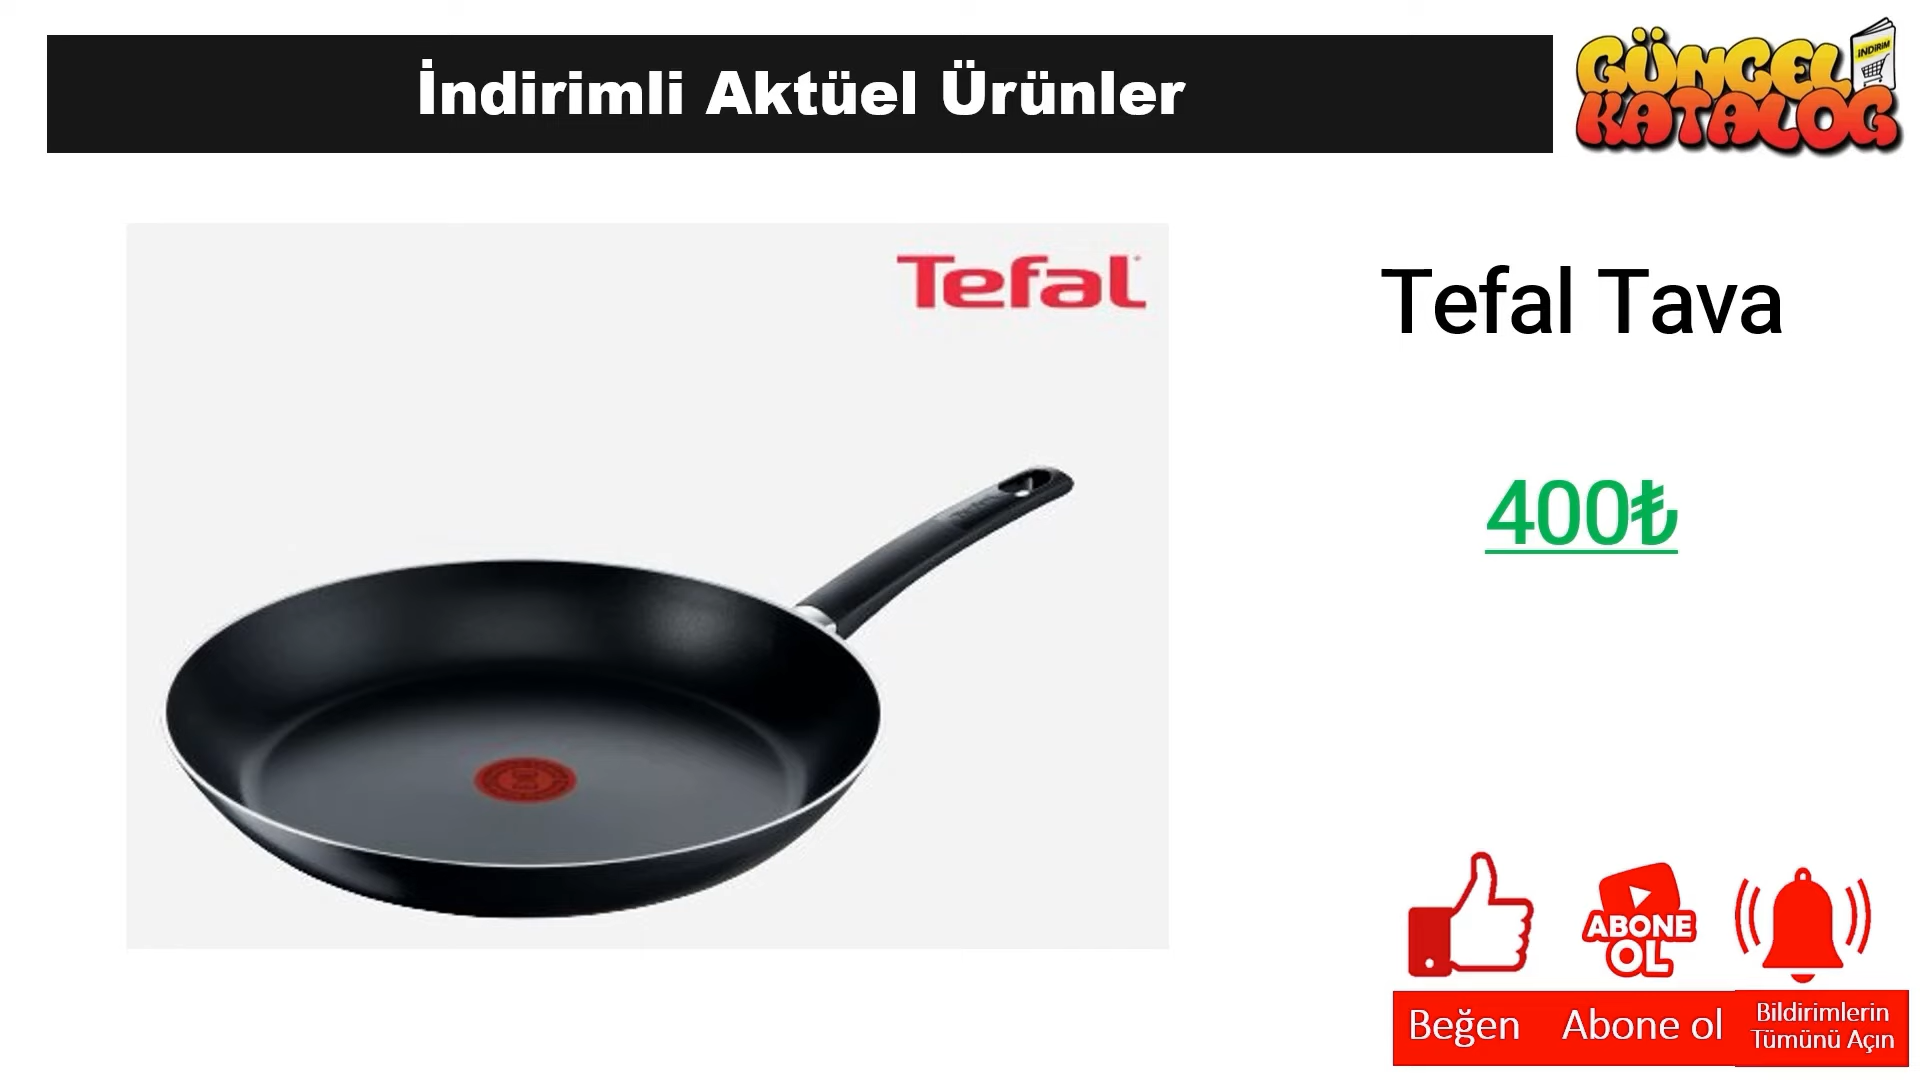 İndirimli Aktüel Ürünler
GÜNCEL
KATALOG
İNDİRİM
Tefal
Tefal Tava
400₺
ABONE
OL
Beğen
Abone ol
Bildirimlerin
Tümünü Açın